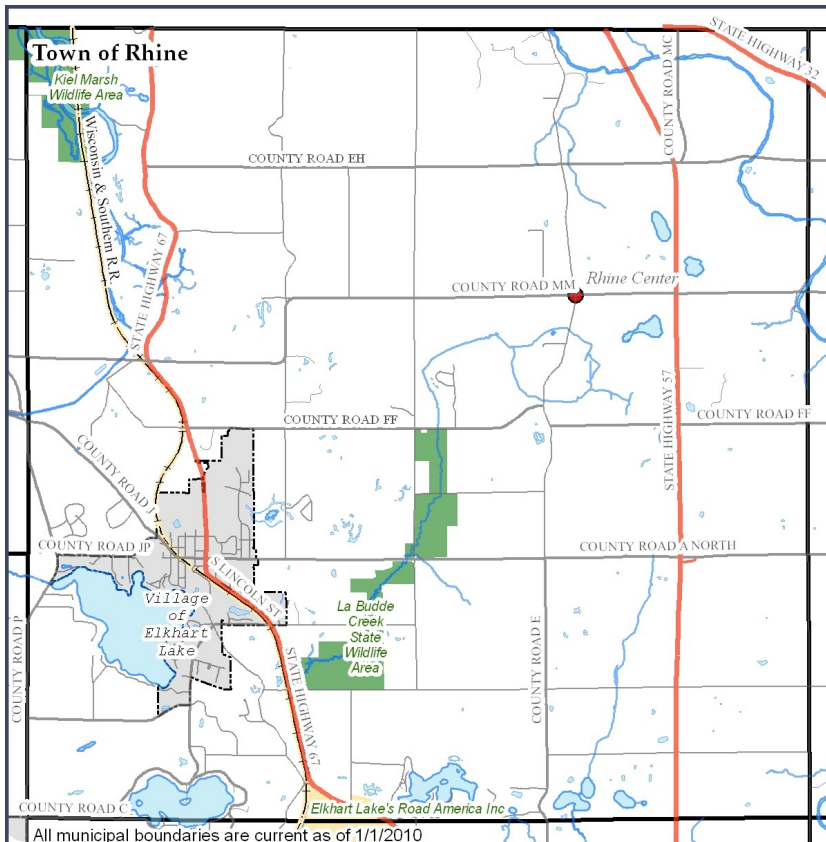 STATE HIGHWAY 32
Town of Rhine
Kiel Marsh
Wildlife Area
COUNTY ROAD MC
Wisconsin & Southern R.R.
COUNTY ROAD EH
STATE HIGHWAY 67
COUNTY ROAD MM
Rhine Center
COUNTY ROAD FF
COUNTY ROAD FF
STATE HIGHWAY 57
COUNTY ROAD J
COUNTY ROAD JP
COUNTY ROAD A NORTH
S LINCOLN ST
Village
of
Elkhart
Lake
La Budde
Creek
State
Wildlife
Area
COUNTY ROAD P
STATE HIGHWAY 67
COUNTY ROAD E
COUNTY ROAD C
Elkhart Lake's Road America Inc
All municipal boundaries are current as of 1/1/2010